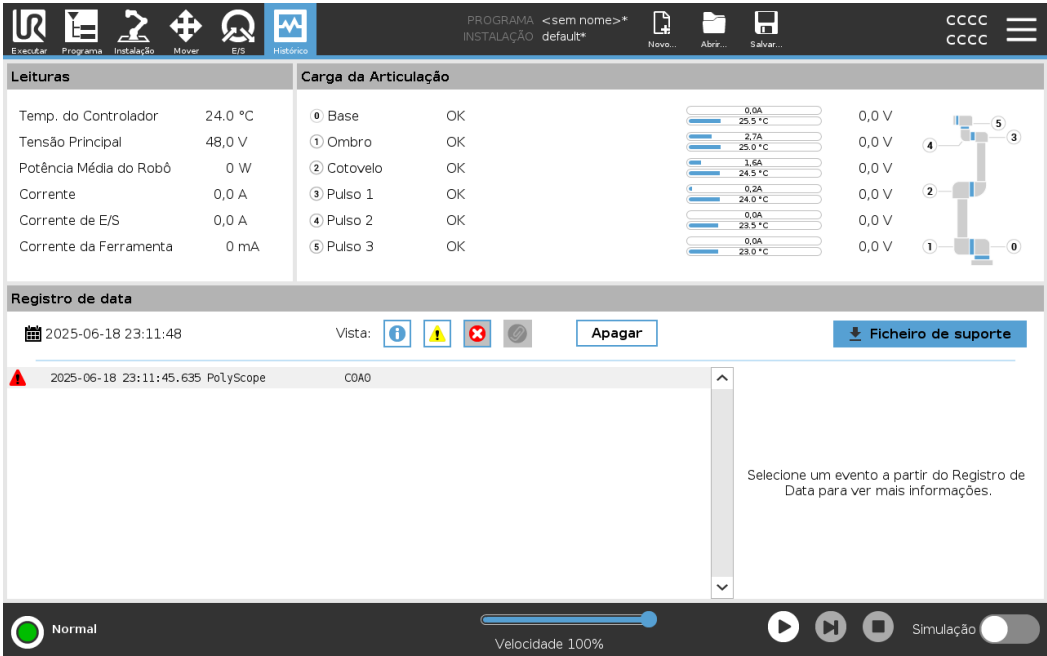 Executar Programa Instalação Mover E/S Histórico
PROGRAMA <sem nome>*
INSTALAÇÃO default*
Novo... Abrir... Salvar...
CCCC
CCCC
Leituras
Temp. do Controlador 24.0 °C
Tensão Principal 48,0 V
Potência Média do Robô 0 W
Corrente 0,0 A
Corrente de E/S 0,0 A
Corrente da Ferramenta 0 mA
Carga da Articulação
0 Base OK 0,0A 25.5 °C 0,0 V
1 Ombro OK 2,7A 25.0 °C 0,0 V
2 Cotovelo OK 1,6A 24.5 °C 0,0 V
3 Pulso 1 OK 0,2A 24.0 °C 0,0 V
4 Pulso 2 OK 0,0A 23.5 °C 0,0 V
5 Pulso 3 OK 0,0A 23.0 °C 0,0 V
5
3
4
2
1 0
Registro de data
2025-06-18 23:11:48 Vista: Apagar Ficheiro de suporte
2025-06-18 23:11:45.635 PolyScope C0A0
Selecione um evento a partir do Registro de
Data para ver mais informações.
Normal
Velocidade 100%
Simulação